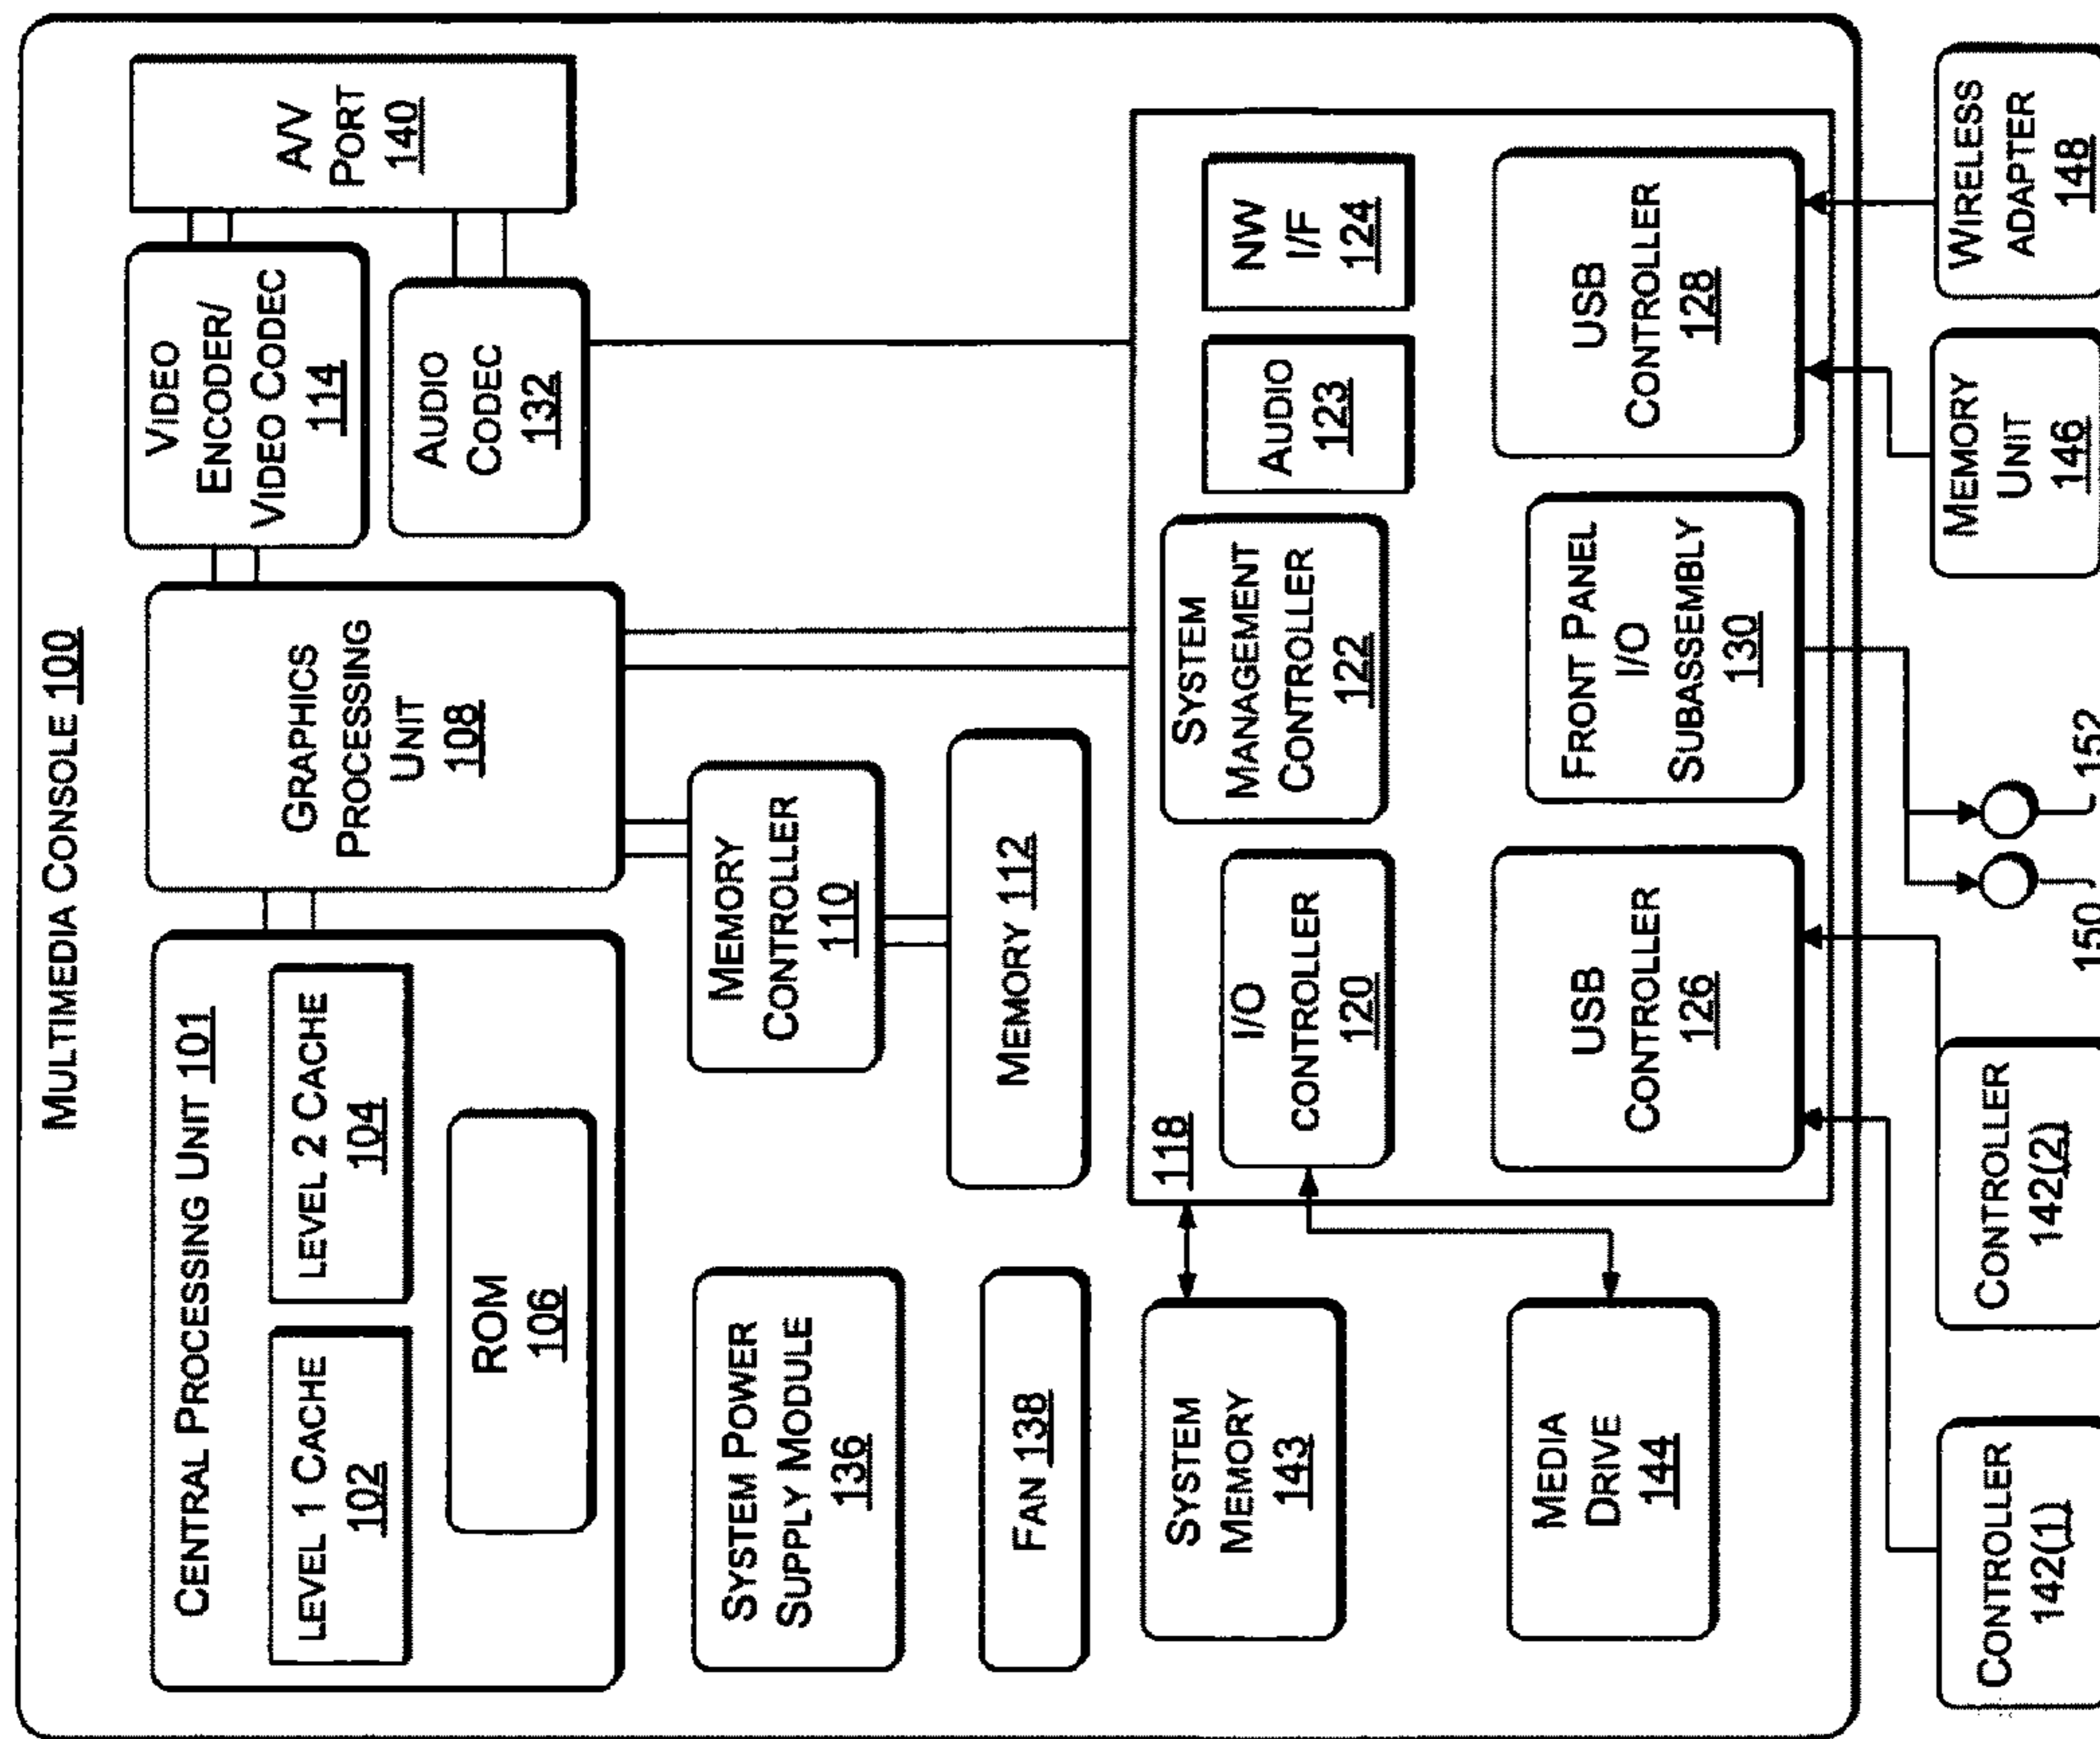 MULTIMEDIA CONSOLE 100
CENTRAL PROCESSING UNIT 101
LEVEL 1 CACHE
102
LEVEL 2 CACHE
104
ROM
106
GRAPHICS
PROCESSING
UNIT
108
VIDEO
ENCODER/
VIDEO CODEC
114
AUDIO
CODEC
132
A/V
PORT
140
SYSTEM POWER
SUPPLY MODULE
136
MEMORY
CONTROLLER
110
FAN 138
MEMORY 112
118
SYSTEM
MEMORY
143
I/O
CONTROLLER
120
SYSTEM
MANAGEMENT
CONTROLLER
122
AUDIO
123
NW
I/F
124
MEDIA
DRIVE
144
USB
CONTROLLER
126
FRONT PANEL
I/O
SUBASSEMBLY
130
USB
CONTROLLER
128
CONTROLLER
142(1)
CONTROLLER
142(2)
150
152
MEMORY
UNIT
146
WIRELESS
ADAPTER
148